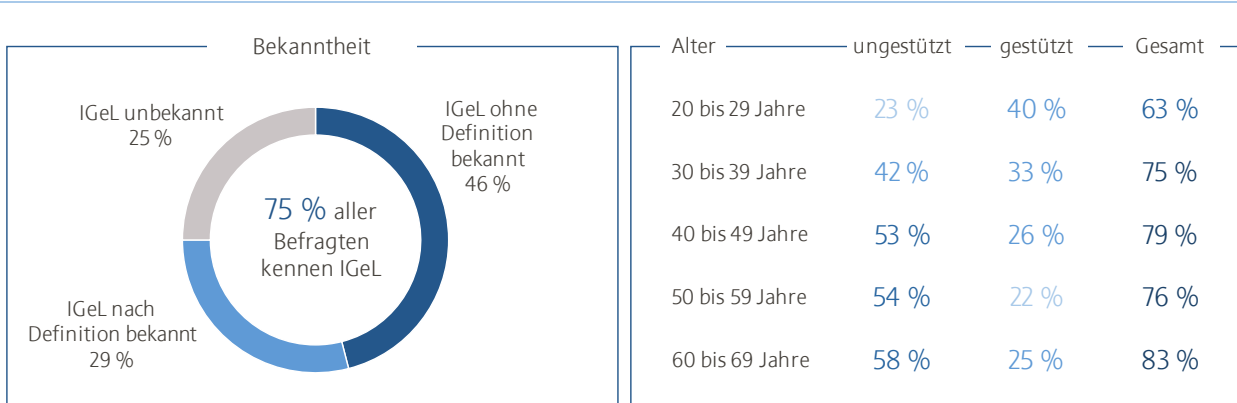 Bekanntheit
IGeL unbekannt
25 %
IGeL ohne
Definition
bekannt
46 %
75 % aller
Befragten
kennen IGeL
IGeL nach
Definition bekannt
29 %
Alter ungestützt gestützt Gesamt
20 bis 29 Jahre 23 % 40 % 63 %
30 bis 39 Jahre 42 % 33 % 75 %
40 bis 49 Jahre 53 % 26 % 79 %
50 bis 59 Jahre 54 % 22 % 76 %
60 bis 69 Jahre 58 % 25 % 83 %